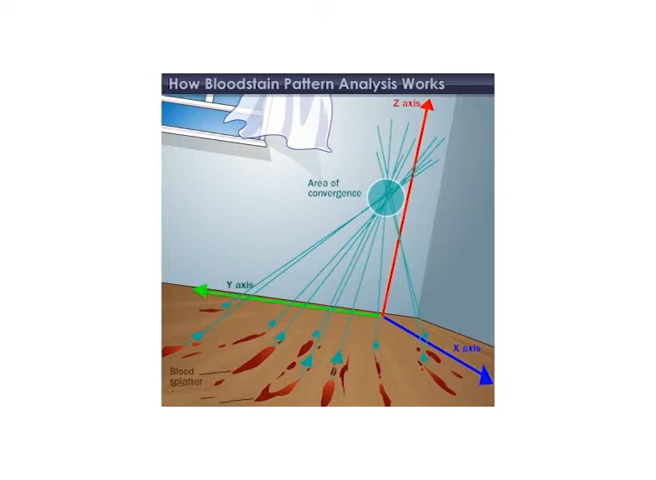 How Bloodstain Pattern Analysis Works
Z axis
Area of
convergence
Y axis
X axis
Blood
splatter